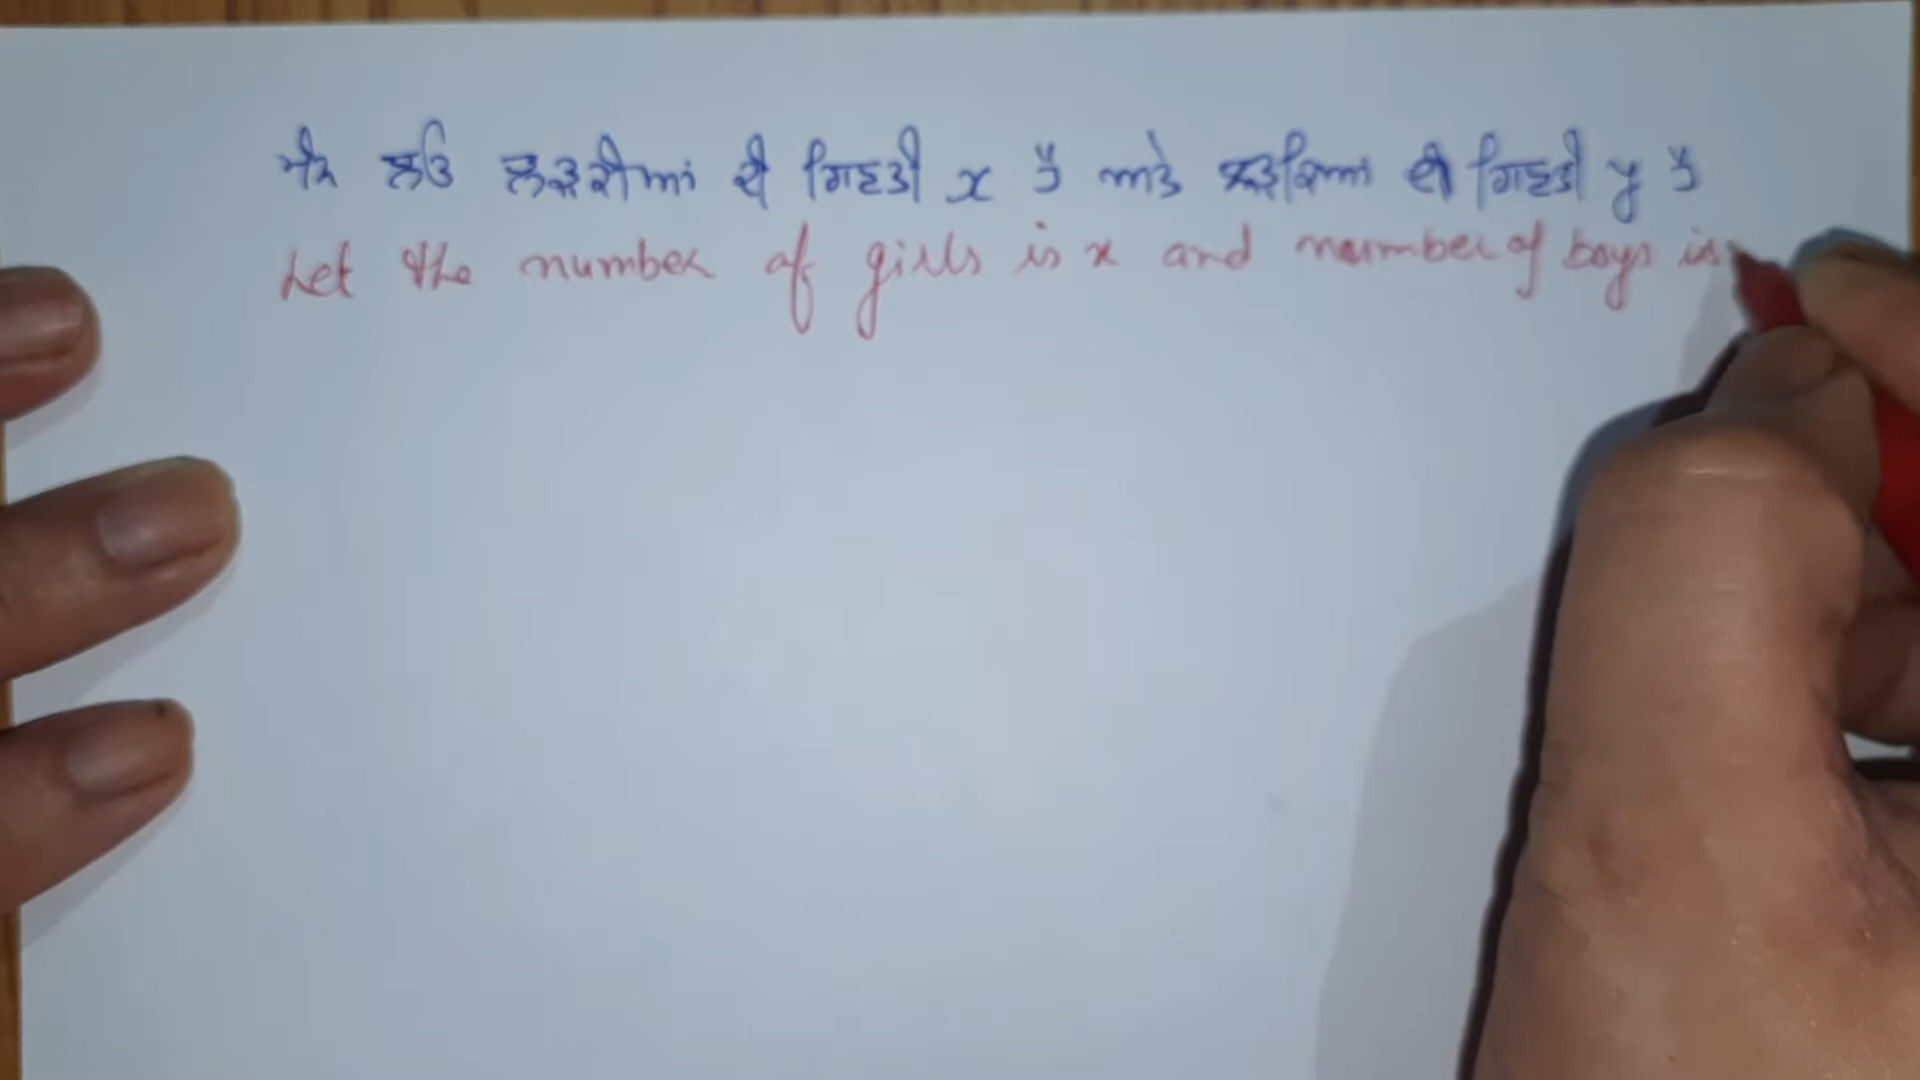 ਮੰਨ ਲਓ ਲੜਕੀਆਂ ਦੀ ਗਿਣਤੀ x ਹੈ ਅਤੇ ਲੜਕਿਆਂ ਦੀ ਗਿਣਤੀ y ਹੈ
Let the number of girls is x and number of boys is